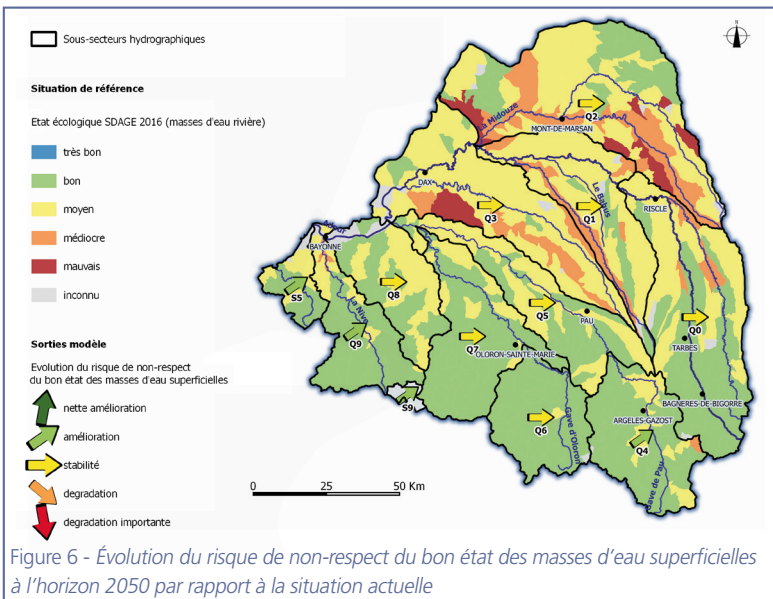 N
Sous-secteurs hydrographiques
Situation de référence
Etat écologique SDAGE 2016 (masses d'eau rivière)
très bon
bon
moyen
médiocre
mauvais
inconnu
Sorties modèle
Evolution du risque de non-respect
du bon état des masses d'eau superficielles
nette amélioration
amélioration
stabilité
degradation
degradation importante
La Midouze
Q2
MONT-DE-MARSAN
DAX
Le Bahus
RISCLE
Q3
Q1
Adour
BAYONNE
S5
La Nive
Q8
Q9
Q5
PAU
Q7
OLORON-SAINTE-MARIE
Q0
TARBES
S9
BAGNERES-DE-BIGORRE
ARGELES-GAZOST
Q6
Gave d'Oloron
Q4
Gave de Pau
0 25 50 Km
Figure 6 - Évolution du risque de non-respect du bon état des masses d'eau superficielles
à l'horizon 2050 par rapport à la situation actuelle